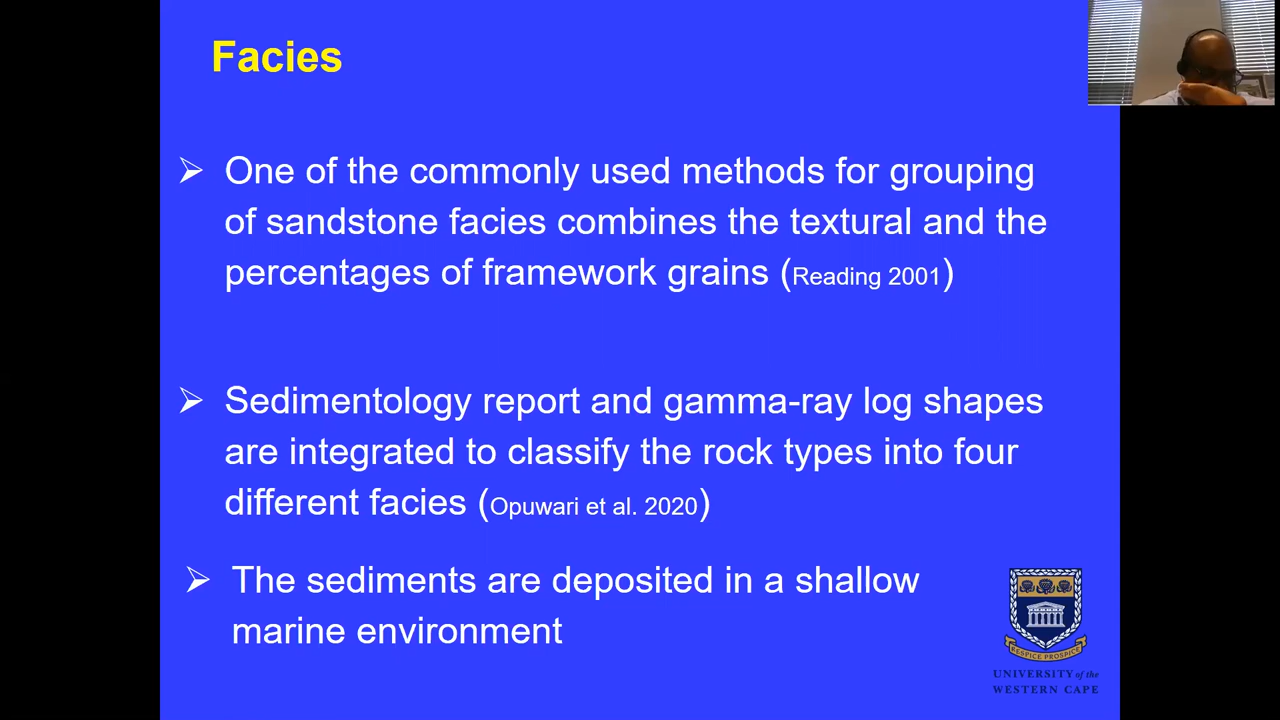 Facies
➢ One of the commonly used methods for grouping
of sandstone facies combines the textural and the
percentages of framework grains (Reading 2001)
➢ Sedimentology report and gamma-ray log shapes
are integrated to classify the rock types into four
different facies (Opuwari et al. 2020)
➢ The sediments are deposited in a shallow
marine environment
RESPICE PROSPICE
UNIVERSITY of the
WESTERN CAPE